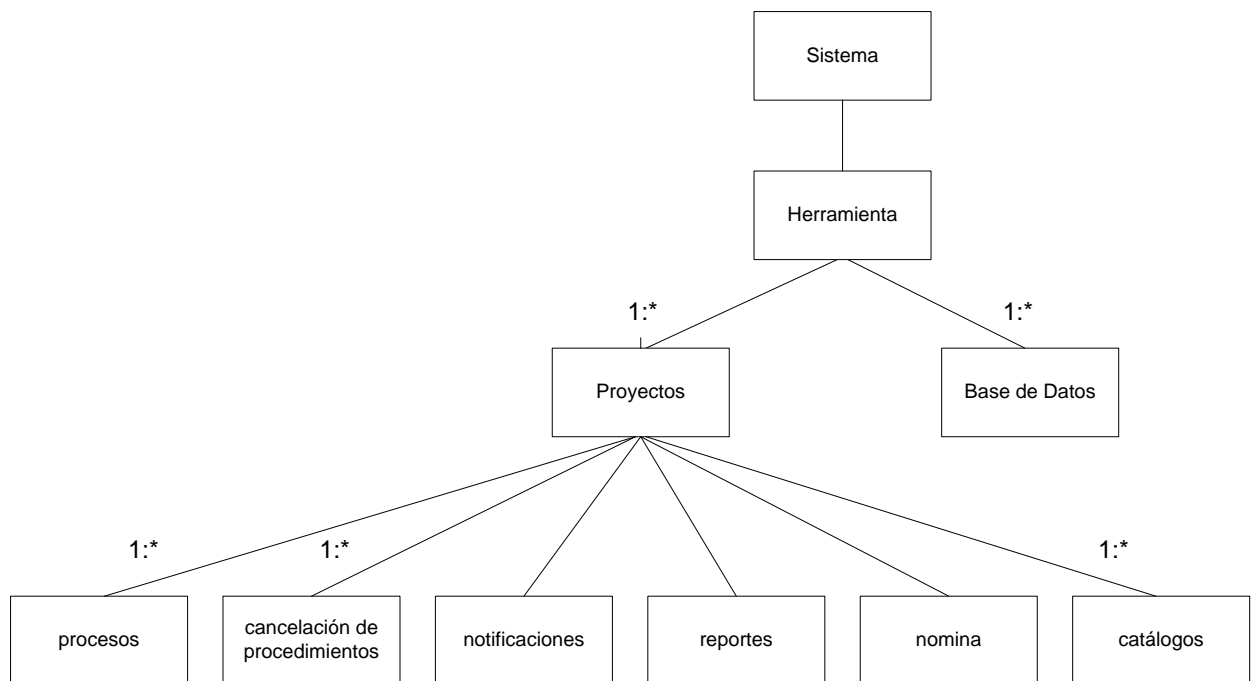 Sistema
Herramienta
1:*
1:*
Proyectos
Base de Datos
1:*
1:*
1:*
procesos
cancelación de
procedimientos
notificaciones
reportes
nomina
catálogos